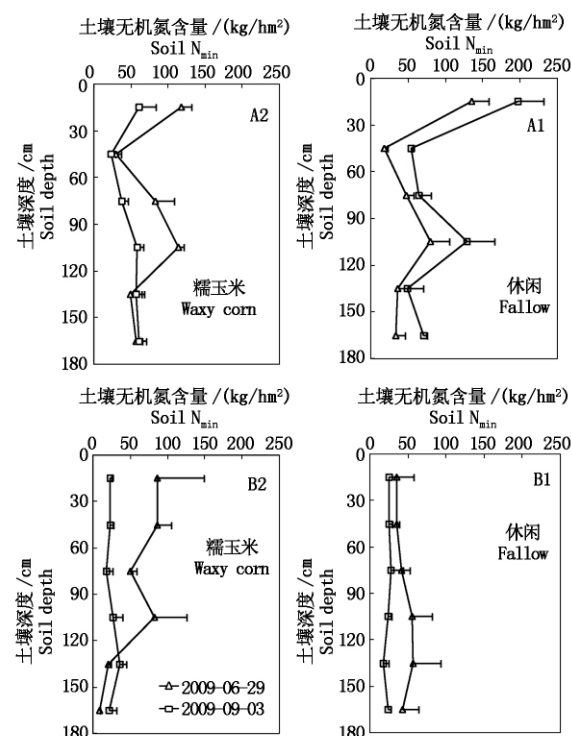 土壤无机氮含量 /(kg/hm²)
Soil Nmin
0 50 100 150 200 250
0
30
60
90
120
150
180
土壤深度 /cm
Soil depth
A2
糯玉米
Waxy corn
土壤无机氮含量 /(kg/hm²)
Soil Nmin
0 50 100 150 200 250
0
30
60
90
120
150
180
土壤深度 /cm
Soil depth
A1
休闲
Fallow
土壤无机氮含量 /(kg/hm²)
Soil Nmin
0 50 100 150 200 250
0
30
60
90
120
150
180
土壤深度 /cm
Soil depth
B2
糯玉米
Waxy corn
2009-06-29
2009-09-03
土壤无机氮含量 /(kg/hm²)
Soil Nmin
0 50 100 150 200 250
0
30
60
90
120
150
180
土壤深度 /cm
Soil depth
B1
休闲
Fallow